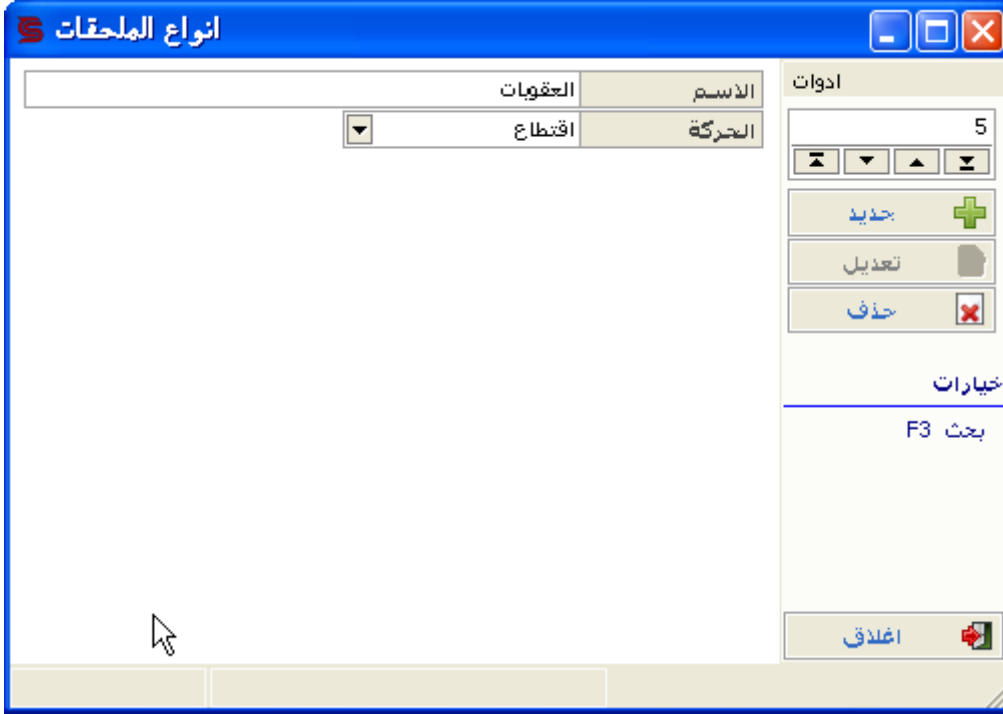 انواع الملحقات
ادوات
الاسم
العقوبات
الحركة
اقتطاع
5
جديد
تعديل
حذف
خيارات
بحث F3
اغلاق